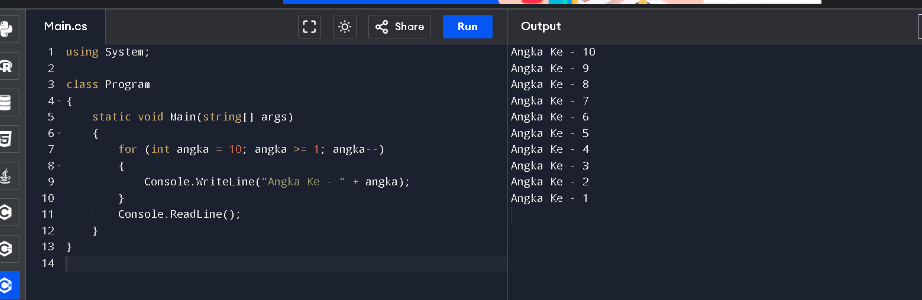 Main.cs
Share
Run
Output
1 using System;
2
3 class Program
4 {
5 static void Main(string[] args)
6 {
7 for (int angka = 10; angka >= 1; angka--)
8 {
9 Console.WriteLine("Angka Ke - " + angka);
10 }
11 Console.ReadLine();
12 }
13 }
14
Angka Ke - 10
Angka Ke - 9
Angka Ke - 8
Angka Ke - 7
Angka Ke - 6
Angka Ke - 5
Angka Ke - 4
Angka Ke - 3
Angka Ke - 2
Angka Ke - 1